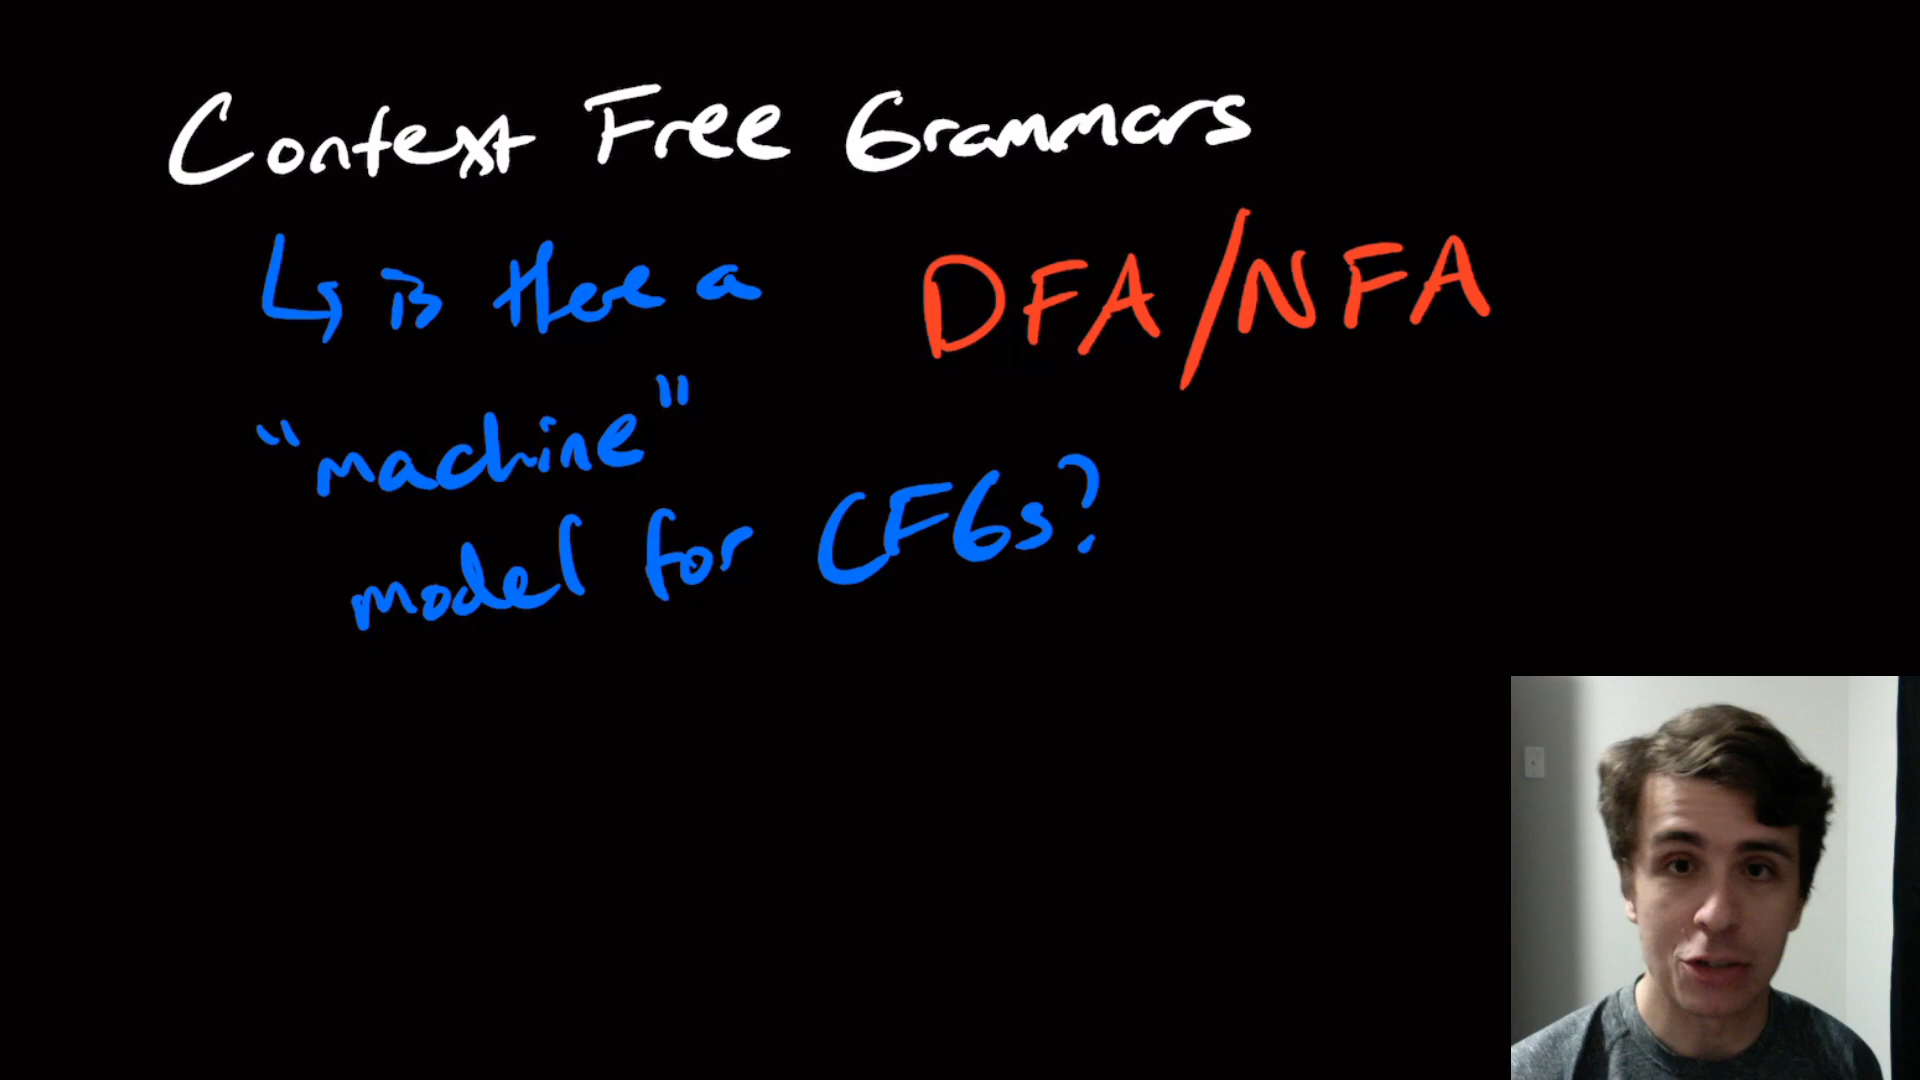 Context Free Grammars
↳ is there a DFA/NFA
"machine"
model for CFGs?